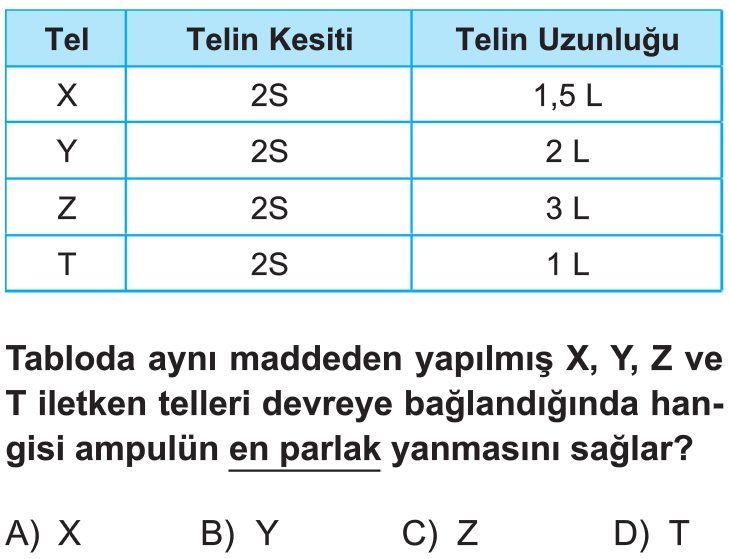 Tel Telin Kesiti Telin Uzunluğu
X 2S 1,5 L
Y 2S 2 L
Z 2S 3 L
T 2S 1 L
Tabloda aynı maddeden yapılmış X, Y, Z ve
T iletken telleri devreye bağlandığında han-
gisi ampulün en parlak yanmasını sağlar?
A) X B) Y C) Z D) T